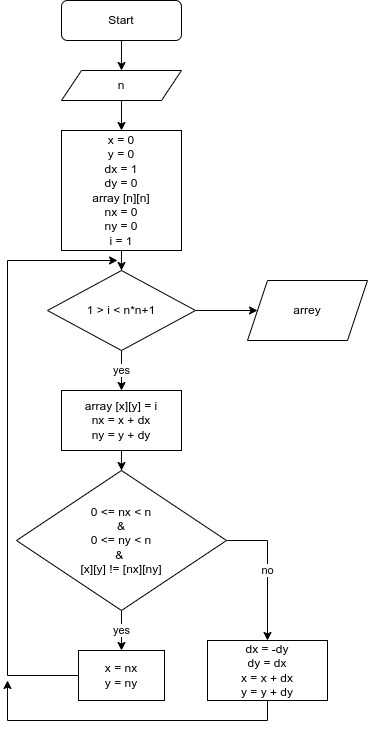 Start
n
x = 0
y = 0
dx = 1
dy = 0
array [n][n]
nx = 0
ny = 0
i = 1
1 > i < n*n+1
arrey
yes
array [x][y] = i
nx = x + dx
ny = y + dy
0 <= nx < n
&
0 <= ny < n
&
[x][y] != [nx][ny]
no
yes
x = nx
y = ny
dx = -dy
dy = dx
x = x + dx
y = y + dy